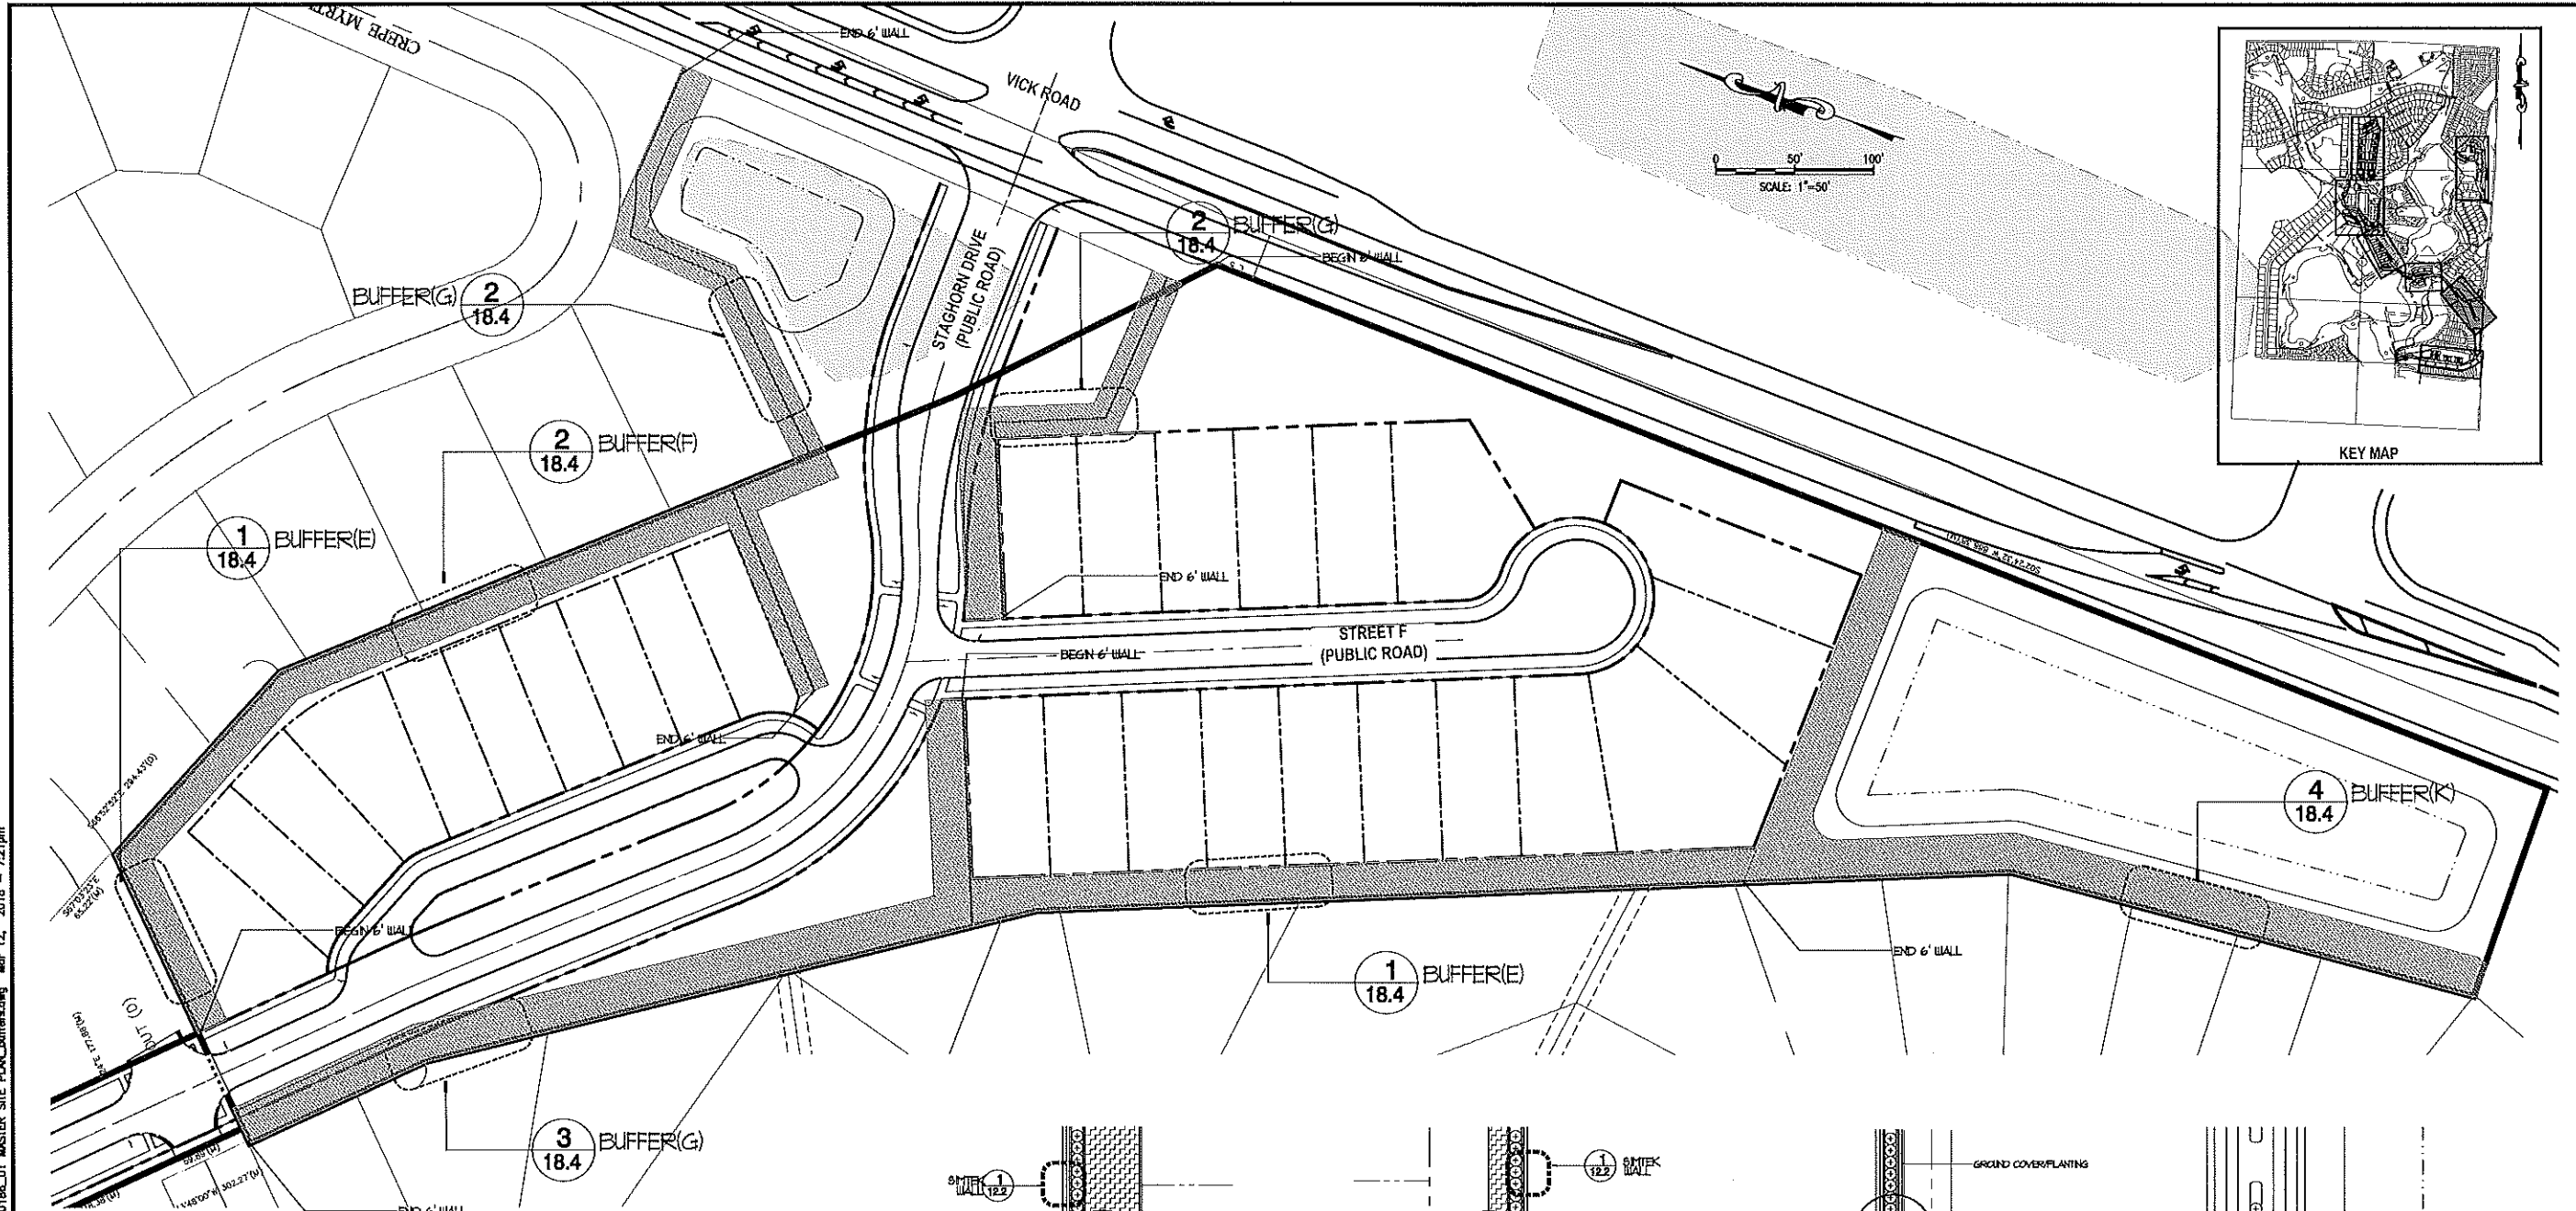 CREPE MYRT
END 6' WALL
VICK ROAD
0 50' 100'
SCALE: 1"=50'
KEY MAP
2
18.4
BUFFER(G)
BEGIN 6' WALL
STAGHORN DRIVE
(PUBLIC ROAD)
BUFFER(G)
2
18.4
2
18.4
BUFFER(F)
1
18.4
BUFFER(E)
END 6' WALL
STREET F
(PUBLIC ROAD)
BEGIN 6' WALL
END 6' WALL
4
18.4
BUFFER(K)
BEGIN 6' WALL
END 6' WALL
1
18.4
BUFFER(E)
OUT (O)
3
18.4
BUFFER(G)
END 6' WALL
SIMTEK
WALL
1
12.2
1
12.2
SIMTEK
WALL
GROUND COVER/PLANTING